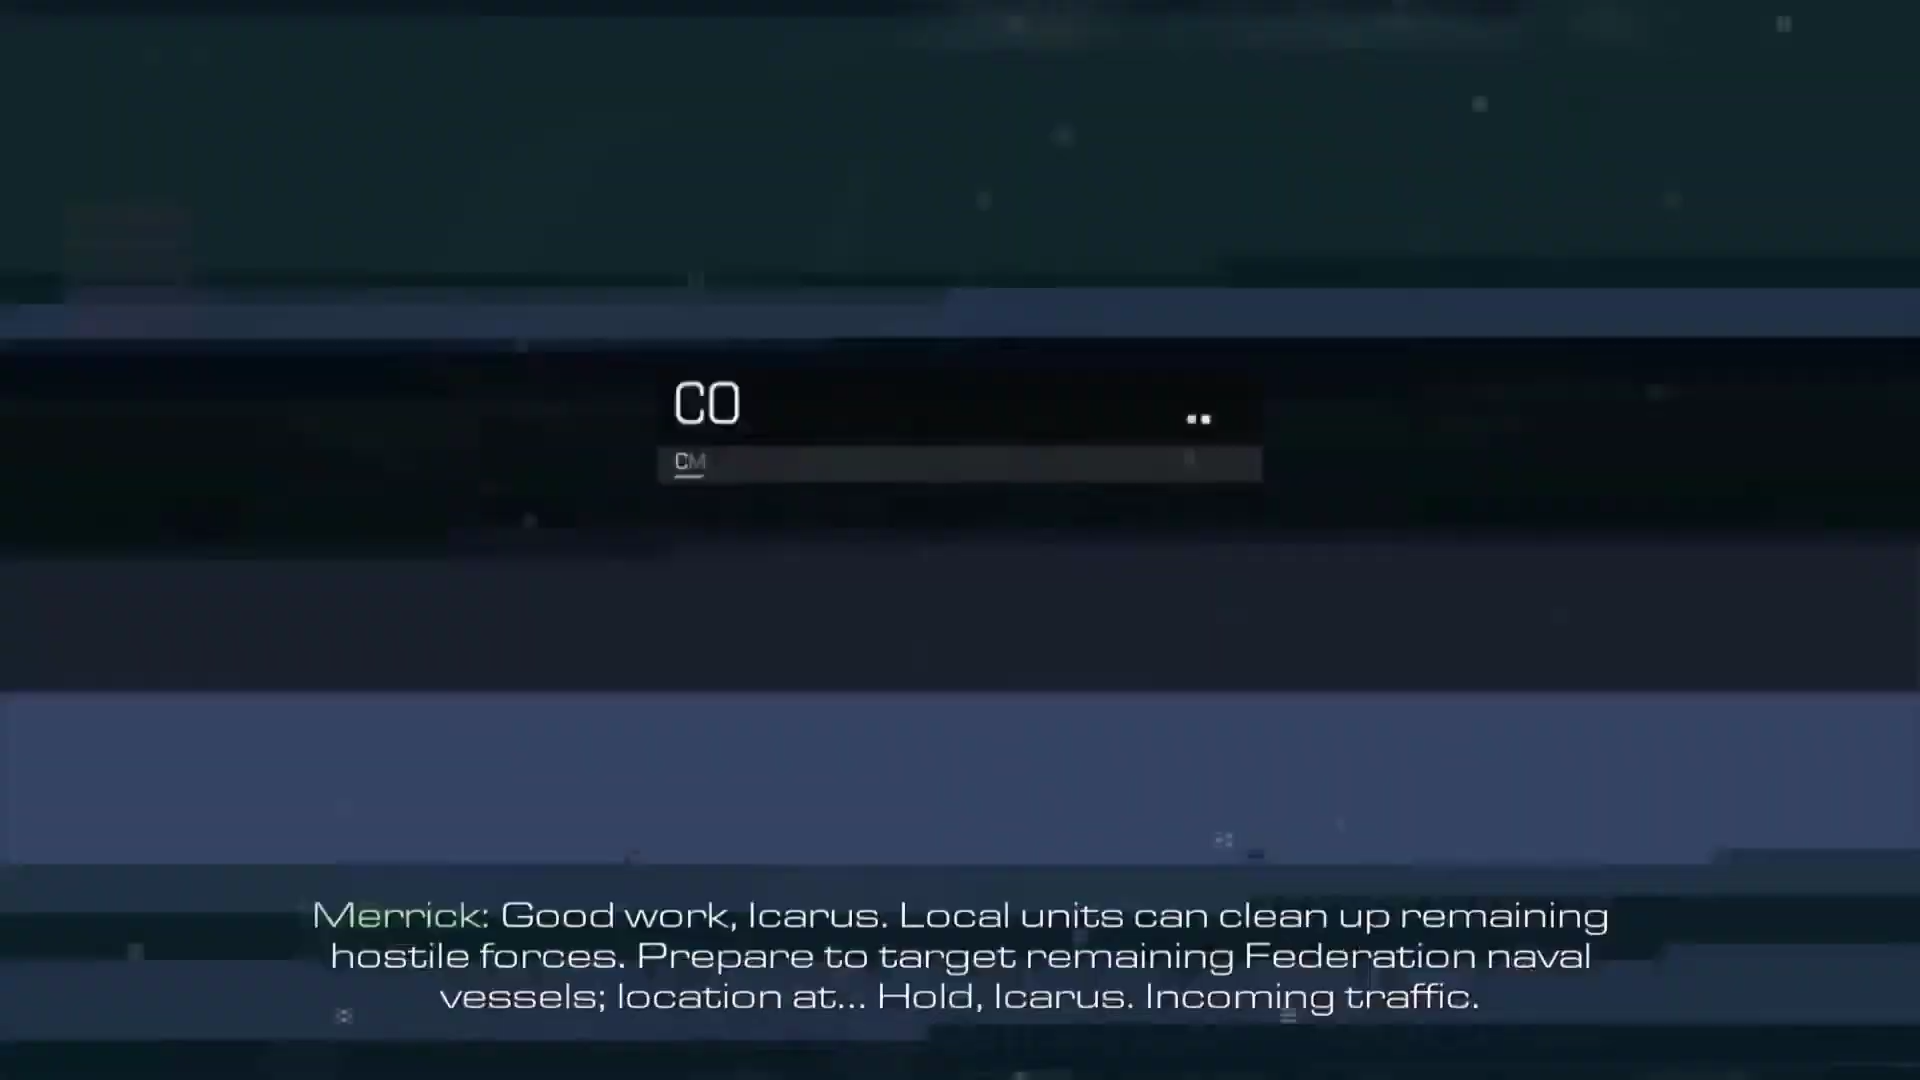 CO ..
CM
Merrick: Good work, Icarus. Local units can clean up remaining
hostile forces. Prepare to target remaining Federation naval
vessels; location at... Hold, Icarus. Incoming traffic.